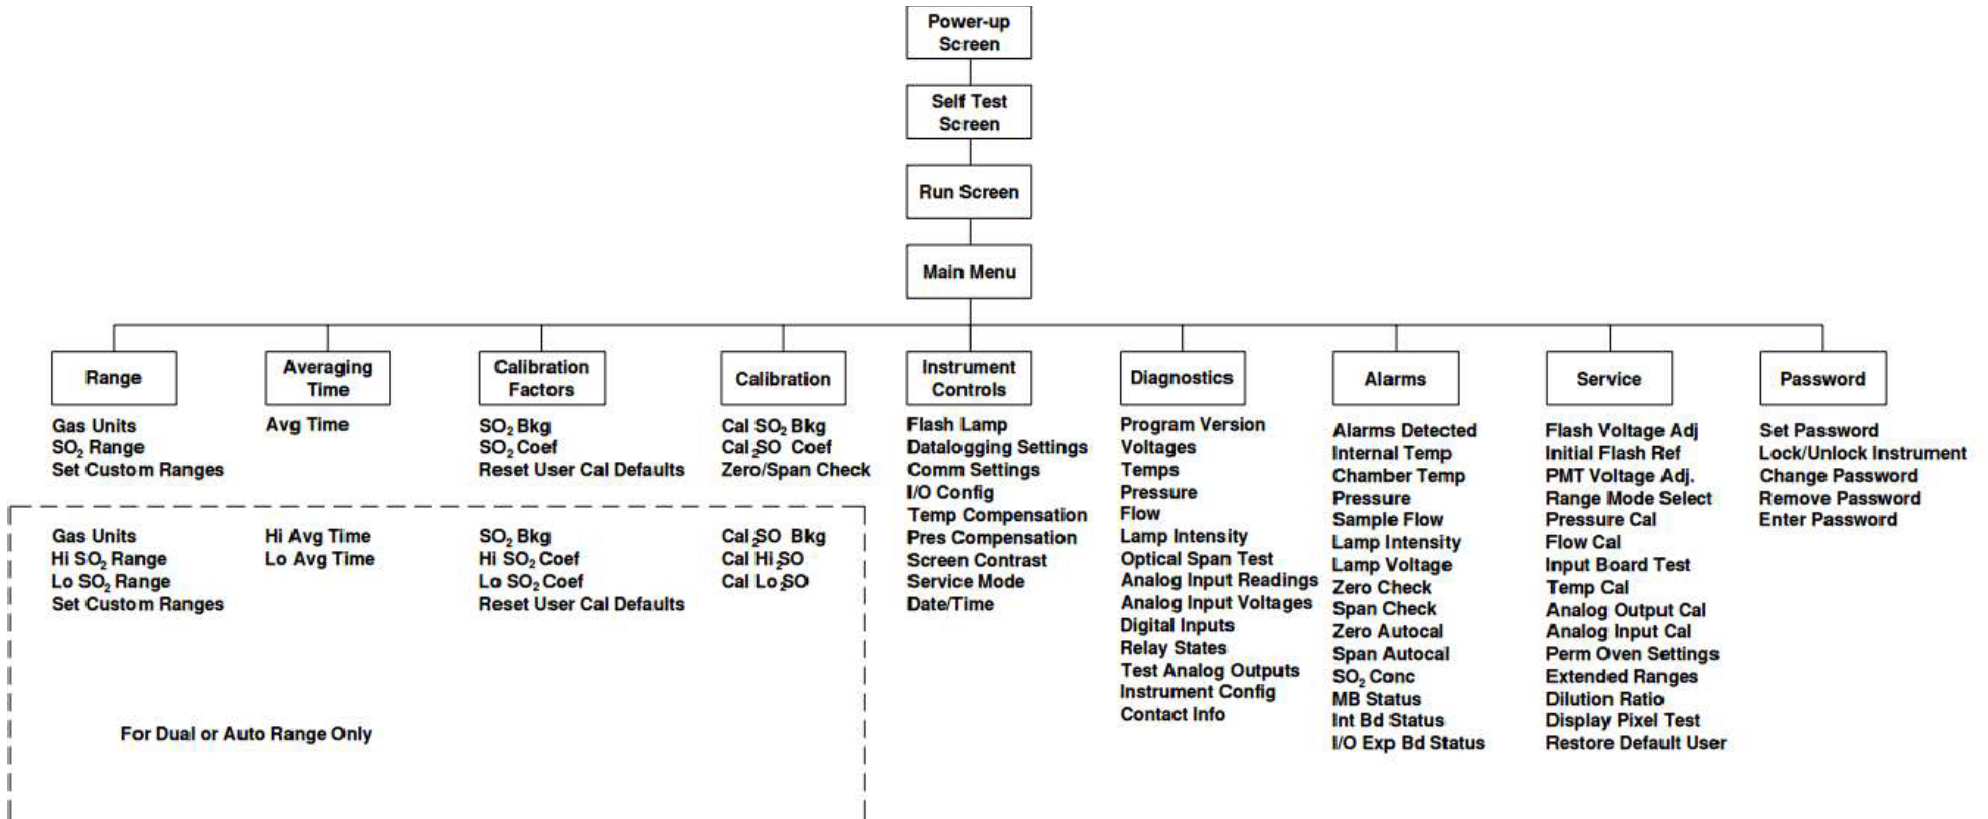 Power-up
Screen
Self Test
Screen
Run Screen
Main Menu
Range
Gas Units
SO₂ Range
Set Custom Ranges
Averaging
Time
Avg Time
Calibration
Factors
SO₂ Bkg
SO₂ Coef
Reset User Cal Defaults
Calibration
Cal SO₂ Bkg
Cal SO₂ Coef
Zero/Span Check
Gas Units
Hi SO₂ Range
Lo SO₂ Range
Set Custom Ranges
Hi Avg Time
Lo Avg Time
SO₂ Bkg
Hi SO₂ Coef
Lo SO₂ Coef
Reset User Cal Defaults
Cal SO₂ Bkg
Cal Hi SO₂
Cal Lo SO₂
For Dual or Auto Range Only
Instrument
Controls
Flash Lamp
Datalogging Settings
Comm Settings
I/O Config
Temp Compensation
Pres Compensation
Screen Contrast
Service Mode
Date/Time
Diagnostics
Program Version
Voltages
Temps
Pressure
Flow
Lamp Intensity
Optical Span Test
Analog Input Readings
Analog Input Voltages
Digital Inputs
Relay States
Test Analog Outputs
Instrument Config
Contact Info
Alarms
Alarms Detected
Internal Temp
Chamber Temp
Pressure
Sample Flow
Lamp Intensity
Lamp Voltage
Zero Check
Span Check
Zero Autocal
Span Autocal
SO₂ Conc
MB Status
Int Bd Status
I/O Exp Bd Status
Service
Flash Voltage Adj
Initial Flash Ref
PMT Voltage Adj.
Range Mode Select
Pressure Cal
Flow Cal
Input Board Test
Temp Cal
Analog Output Cal
Analog Input Cal
Perm Oven Settings
Extended Ranges
Dilution Ratio
Display Pixel Test
Restore Default User
Password
Set Password
Lock/Unlock Instrument
Change Password
Remove Password
Enter Password